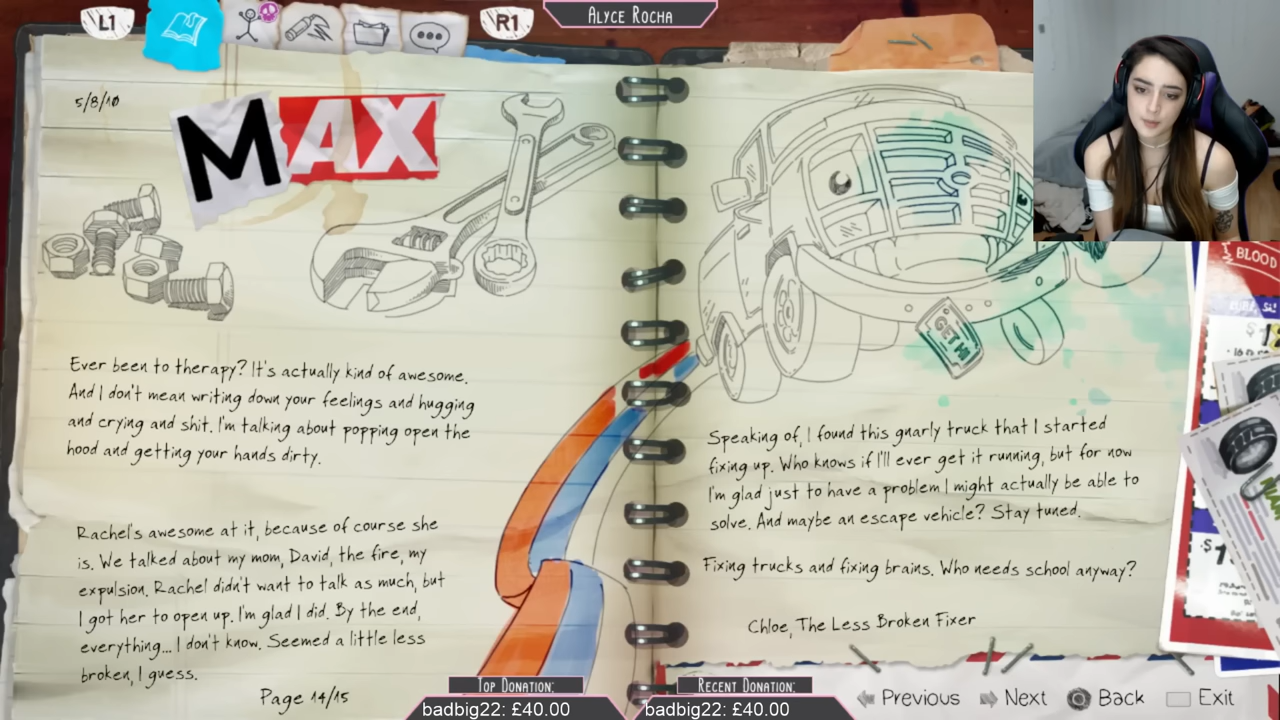 L1
R1
ALYCE ROCHA
5/8/10
MAX
GET MI
BLOOD
Ever been to therapy? It's actually kind of awesome.
And I don't mean writing down your feelings and hugging
and crying and shit. I'm talking about popping open the
hood and getting your hands dirty.
Rachel's awesome at it, because of course she
is. We talked about my mom, David, the fire, my
expulsion. Rachel didn't want to talk as much, but
I got her to open up. I'm glad I did. By the end,
everything... I don't know. Seemed a little less
broken, I guess.
Page 14/15
Speaking of, I found this gnarly truck that I started
fixing up. Who knows if I'll ever get it running, but for now
I'm glad just to have a problem I might actually be able to
solve. And maybe an escape vehicle? Stay tuned.
Fixing trucks and fixing brains. Who needs school anyway?
Chloe, The Less Broken Fixer
Previous
Next
Back
Exit
TOP DONATION:
badbig22: £40.00
RECENT DONATION:
badbig22: £40.00